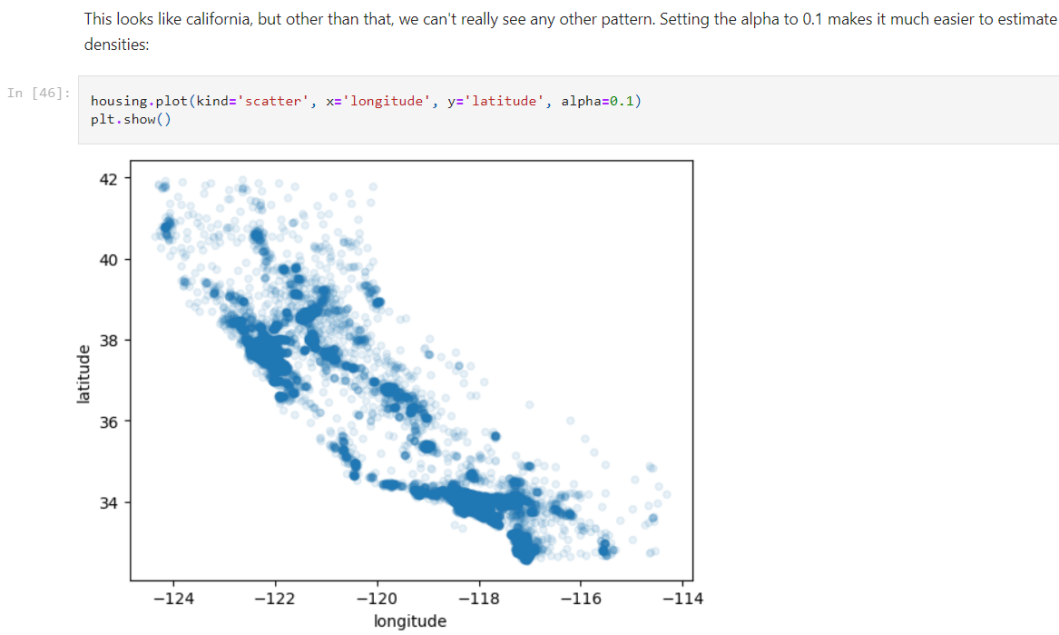 This looks like california, but other than that, we can't really see any other pattern. Setting the alpha to 0.1 makes it much easier to estimate
densities:
In [46]:
housing.plot(kind='scatter', x='longitude', y='latitude', alpha=0.1)
plt.show()
42
40
38
36
34
latitude
−124 −122 −120 −118 −116 −114
longitude